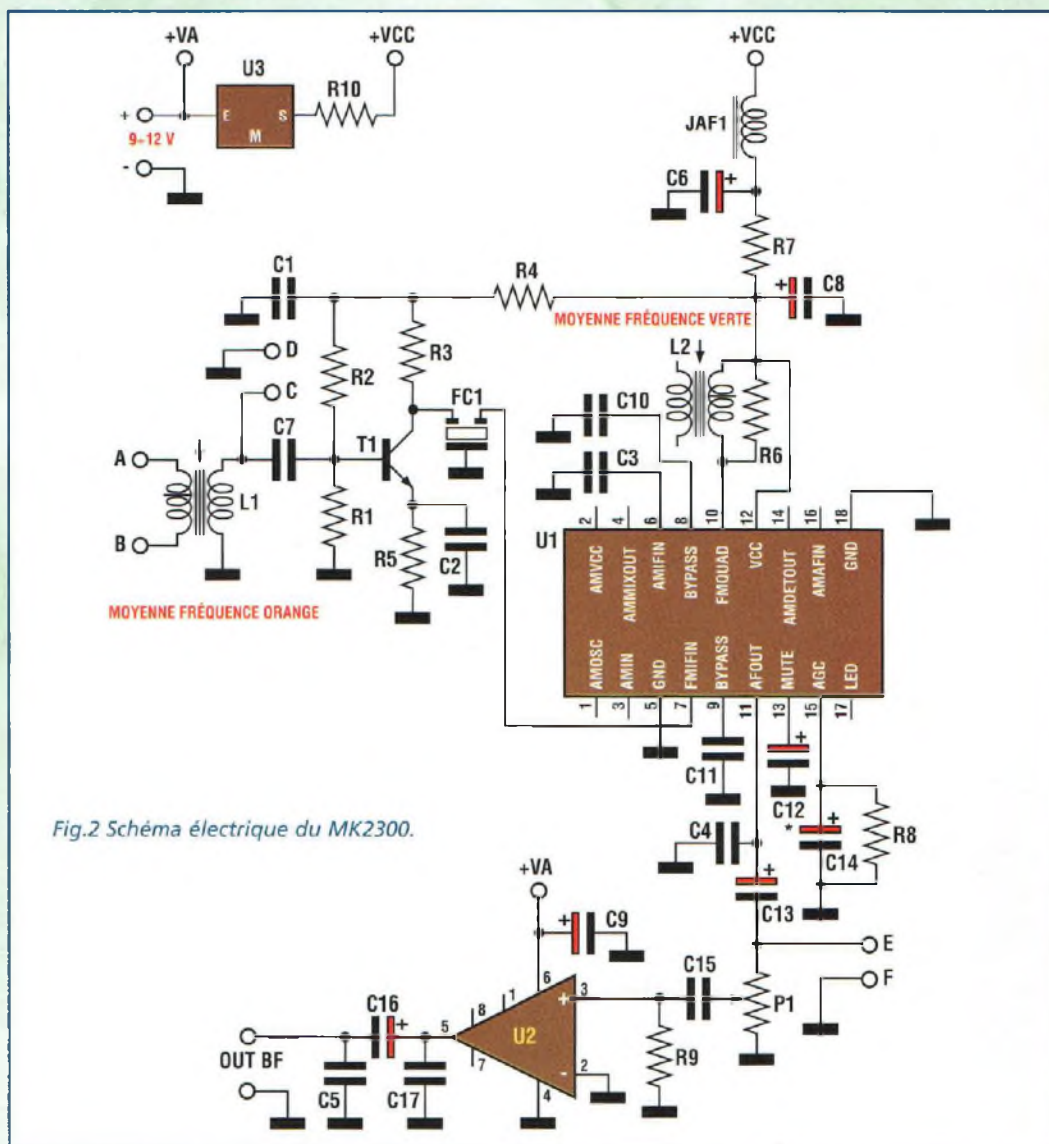 +VA
+VCC
+VCC
U3
R10
E
S
M
+
9÷12 V
-
JAF1
C6
+
R7
C1
R4
+
C8
MOYENNE FRÉQUENCE VERTE
D
R3
L2
R2
FC1
C10
C
C7
T1
C3
R6
A
L1
R1
B
R5
C2
MOYENNE FRÉQUENCE ORANGE
U1
2
4
6
8
10
12
14
16
18
AMVCC
AMMIXOUT
AMIFIN
BYPASS
FMQUAD
VCC
AMDETOUT
AMAFIN
GND
AMOSC
AMIN
GND
FMIFIN
BYPASS
AFOUT
MUTE
AGC
LED
1
3
5
7
9
11
13
15
17
C11
+
C12
*
+
C14
R8
Fig.2 Schéma électrique du MK2300.
C4
+
C13
+VA
+
C9
E
C15
F
P1
6
1
8
3
+
C16
+
5
U2
R9
OUT BF
7
-
2
4
C5
C17